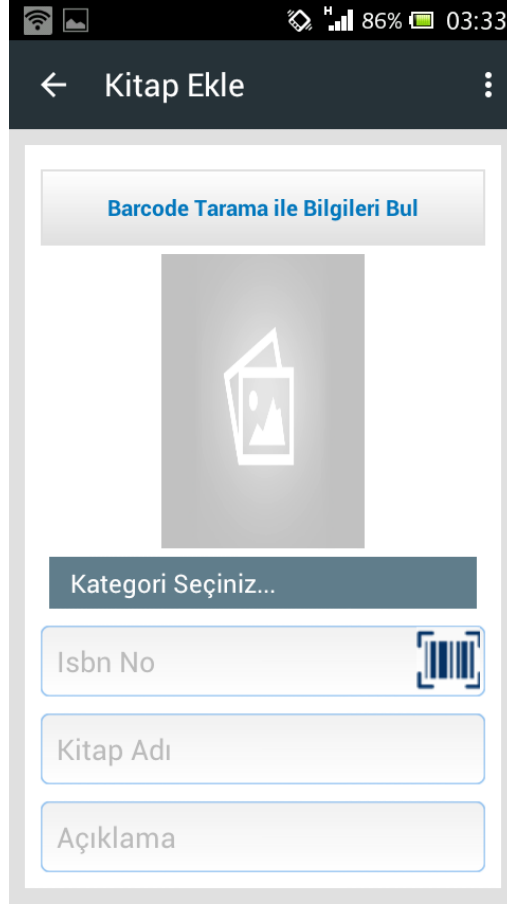 H 86% 03:33
Kitap Ekle
Barcode Tarama ile Bilgileri Bul
Kategori Seçiniz...
Isbn No
Kitap Adı
Açıklama